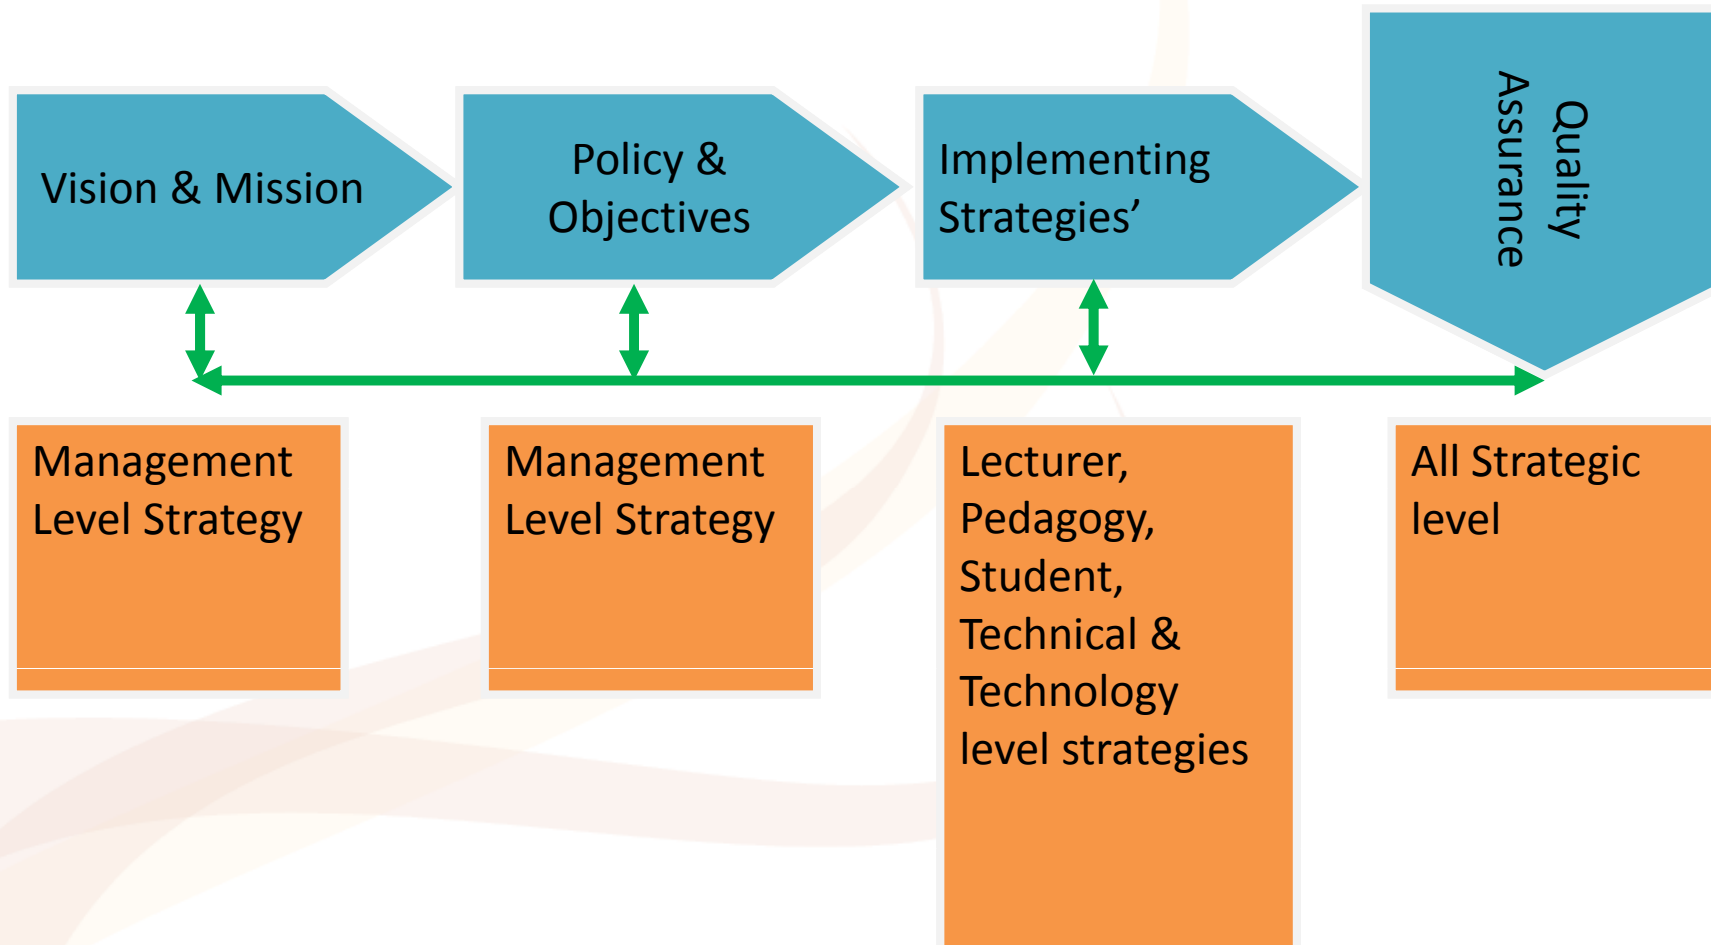 Vision & Mission
Policy &
Objectives
Implementing
Strategies’
Quality
Assurance
Management
Level Strategy
Management
Level Strategy
Lecturer,
Pedagogy,
Student,
Technical &
Technology
level strategies
All Strategic
level